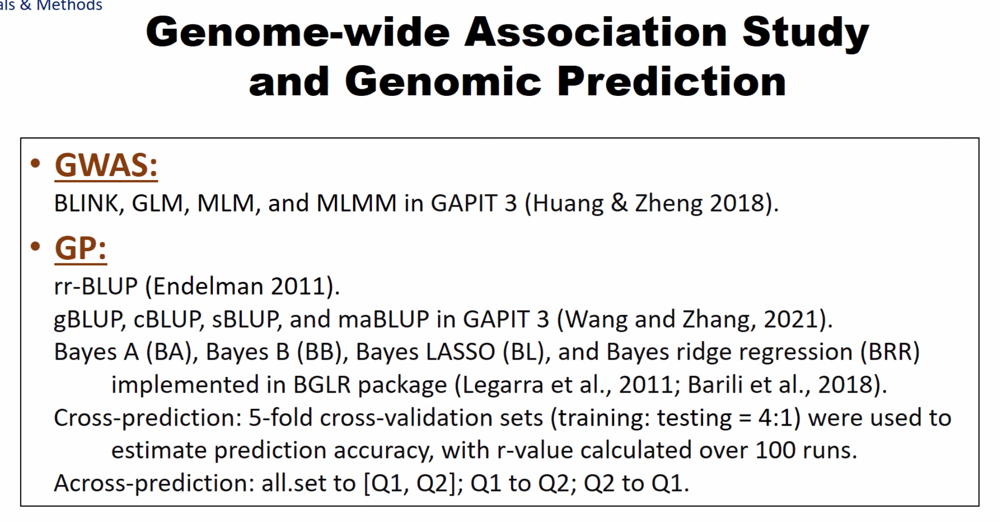 als & Methods
Genome-wide Association Study
and Genomic Prediction
• GWAS:
BLINK, GLM, MLM, and MLMM in GAPIT 3 (Huang & Zheng 2018).
• GP:
rr-BLUP (Endelman 2011).
gBLUP, cBLUP, sBLUP, and maBLUP in GAPIT 3 (Wang and Zhang, 2021).
Bayes A (BA), Bayes B (BB), Bayes LASSO (BL), and Bayes ridge regression (BRR)
implemented in BGLR package (Legarra et al., 2011; Barili et al., 2018).
Cross-prediction: 5-fold cross-validation sets (training: testing = 4:1) were used to
estimate prediction accuracy, with r-value calculated over 100 runs.
Across-prediction: all.set to [Q1, Q2]; Q1 to Q2; Q2 to Q1.